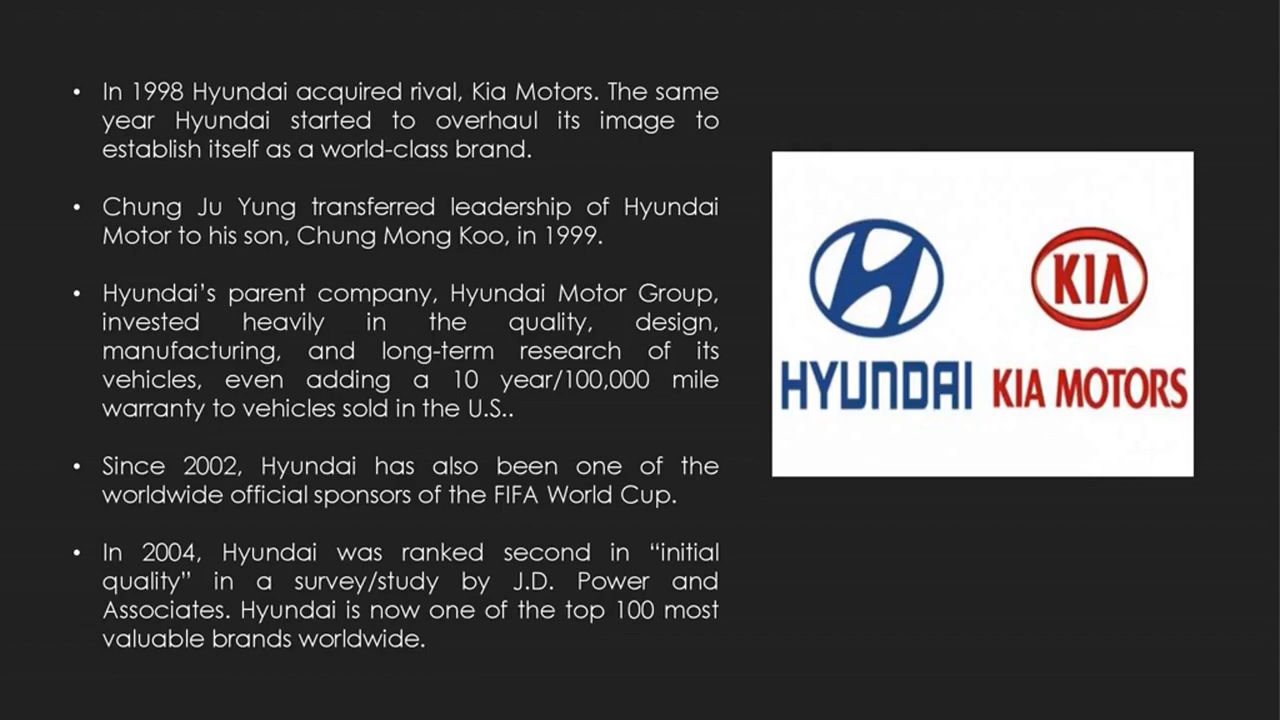 • In 1998 Hyundai acquired rival, Kia Motors. The same
year Hyundai started to overhaul its image to
establish itself as a world-class brand.
• Chung Ju Yung transferred leadership of Hyundai
Motor to his son, Chung Mong Koo, in 1999.
• Hyundai’s parent company, Hyundai Motor Group,
invested heavily in the quality, design,
manufacturing, and long-term research of its
vehicles, even adding a 10 year/100,000 mile
warranty to vehicles sold in the U.S..
• Since 2002, Hyundai has also been one of the
worldwide official sponsors of the FIFA World Cup.
• In 2004, Hyundai was ranked second in “initial
quality” in a survey/study by J.D. Power and
Associates. Hyundai is now one of the top 100 most
valuable brands worldwide.
KIA
HYUNDAI KIA MOTORS